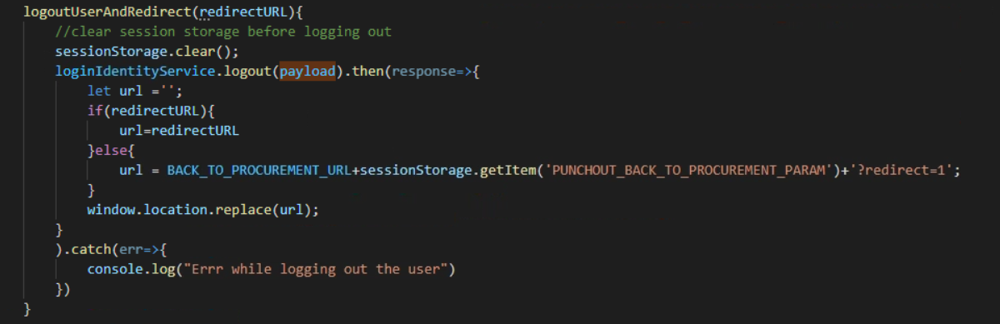 logoutUserAndRedirect(redirectURL){
//clear session storage before logging out
sessionStorage.clear();
loginIdentityService.logout(payload).then(response=>{
let url ='';
if(redirectURL){
url=redirectURL
}else{
url = BACK_TO_PROCUREMENT_URL+sessionStorage.getItem('PUNCHOUT_BACK_TO_PROCUREMENT_PARAM')+'?redirect=1';
}
window.location.replace(url);
}
).catch(err=>{
console.log("Errr while logging out the user")
})
}